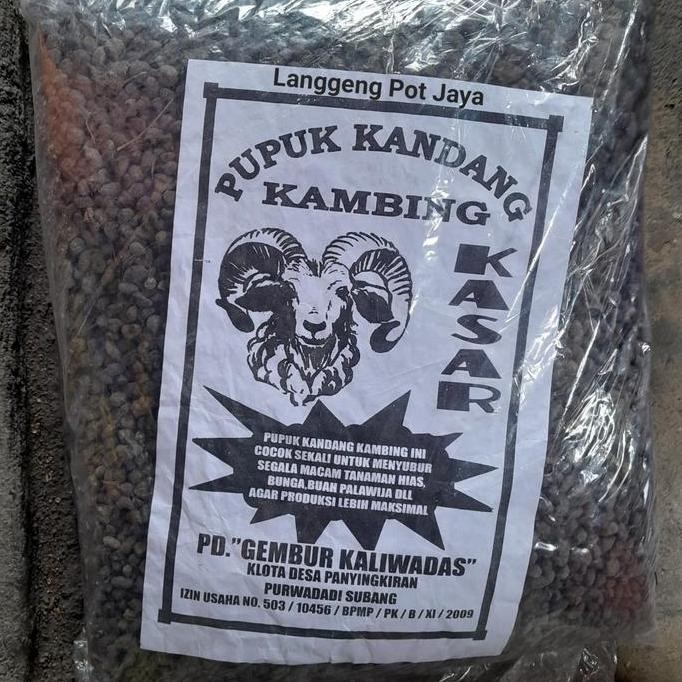 Langgeng Pot Jaya
PUPUK KANDANG
KAMBING
KASAR
PUPUK KANDANG KAMBING INI
COCOK SEKALI UNTUK MENYUBUR
SEGALA MACAM TANAMAN HIAS,
BUNGA,BUAH PALAWIJA DLL
AGAR PRODUKSI LEBIH MAKSIMAL
PD."GEMBUR KALIWADAS"
KLOTA DESA PANYINGKIRAN
PURWADADI SUBANG
IZIN USAHA NO. 503 / 10456 / BPMP / PK / B / XI / 2009